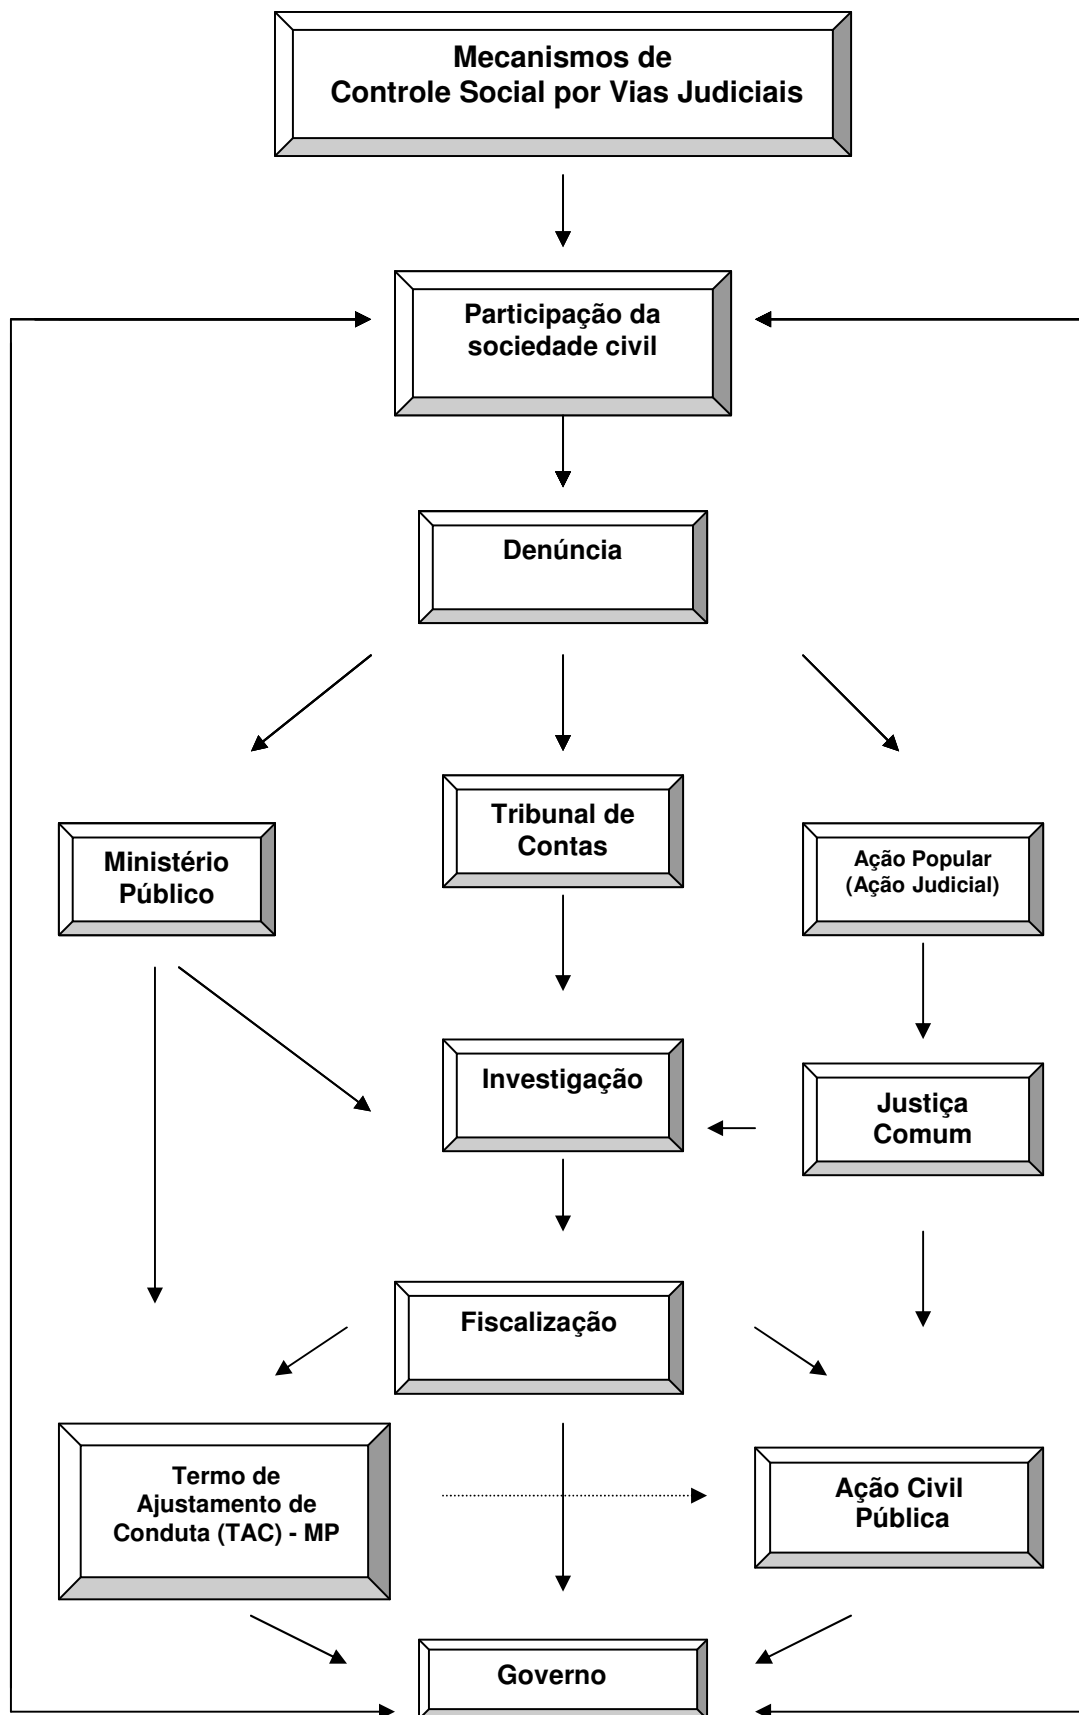 Mecanismos de
Controle Social por Vias Judiciais
Participação da
sociedade civil
Denúncia
Ministério
Público
Tribunal de
Contas
Ação Popular
(Ação Judicial)
Investigação
Justiça
Comum
Fiscalização
Termo de
Ajustamento de
Conduta (TAC) - MP
Ação Civil
Pública
Governo